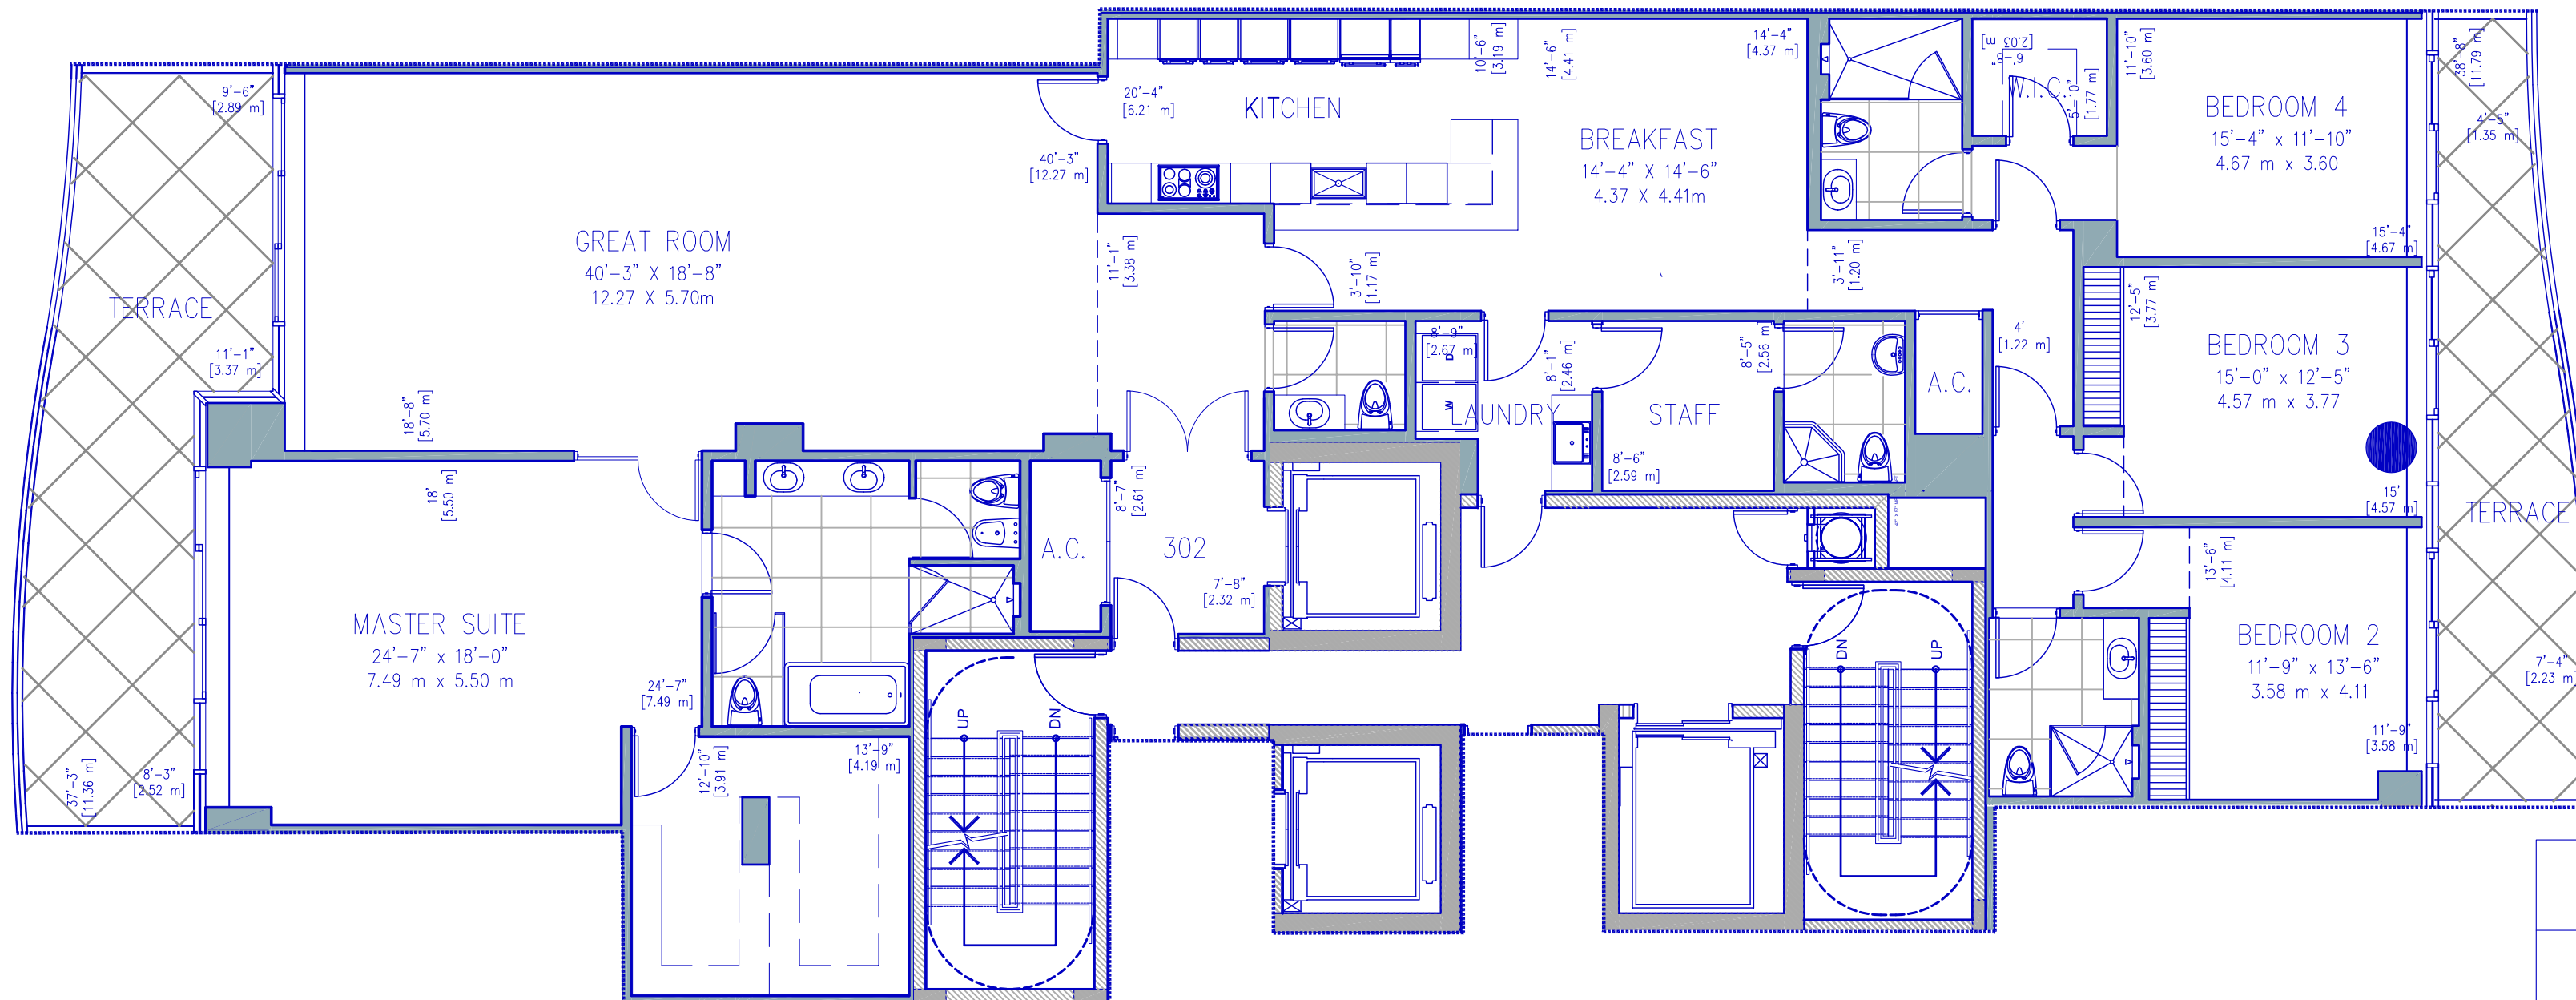 9'-6"
[2.89 m]
TERRACE
11'-1"
[3.37 m]
37'-3"
[11.36 m]
8'-3"
[2.52 m]
GREAT ROOM
40'-3" X 18'-8"
12.27 X 5.70m
18'-8"
[5.70 m]
40'-3"
[12.27 m]
18'
[5.50 m]
MASTER SUITE
24'-7" x 18'-0"
7.49 m x 5.50 m
24'-7"
[7.49 m]
12'-10"
[3.91 m]
13'-9"
[4.19 m]
UP
DN
A.C.
8'-7"
[2.61 m]
302
7'-8"
[2.32 m]
11'-1"
[3.38 m]
20'-4"
[6.21 m]
KITCHEN
10'-6"
[3.19 m]
14'-6"
[4.41 m]
14'-4"
[4.37 m]
BREAKFAST
14'-4" X 14'-6"
4.37 X 4.41m
3'-10"
[1.17 m]
3'-11"
[1.20 m]
8'-9"
[2.67 m]
D
W
LAUNDRY
8'-1"
[2.46 m]
STAFF
8'-6"
[2.59 m]
8'-5"
[2.56 m]
A.C.
4'
[1.22 m]
6'-8"
[2.03 m]
W.I.C.
5'-10"
[1.77 m]
11'-10"
[3.60 m]
BEDROOM 4
15'-4" x 11'-10"
4.67 m x 3.60
15'-4"
[4.67 m]
12'-5"
[3.77 m]
BEDROOM 3
15'-0" x 12'-5"
4.57 m x 3.77
15'
[4.57 m]
13'-6"
[4.11 m]
BEDROOM 2
11'-9" x 13'-6"
3.58 m x 4.11
11'-9"
[3.58 m]
DN
UP
38'-8"
[11.79 m]
4'-5"
[1.35 m]
TERRACE
7'-4"
[2.23 m